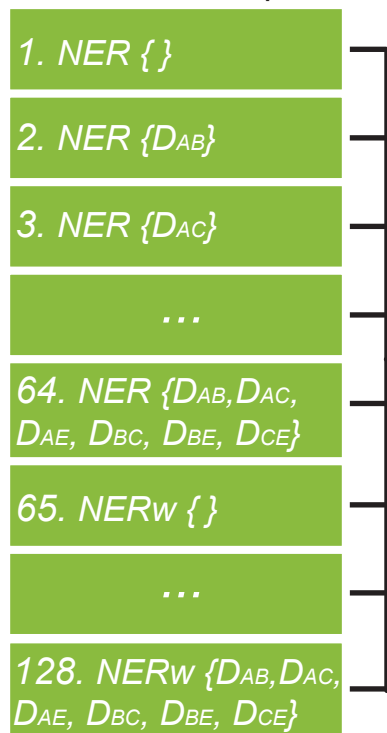 1. NER { }
2. NER {DAB}
3. NER {DAC}
...
64. NER {DAB,DAC,
DAE, DBC, DBE, DCE}
65. NERw { }
...
128. NERw {DAB,DAC,
DAE, DBC, DBE, DCE}